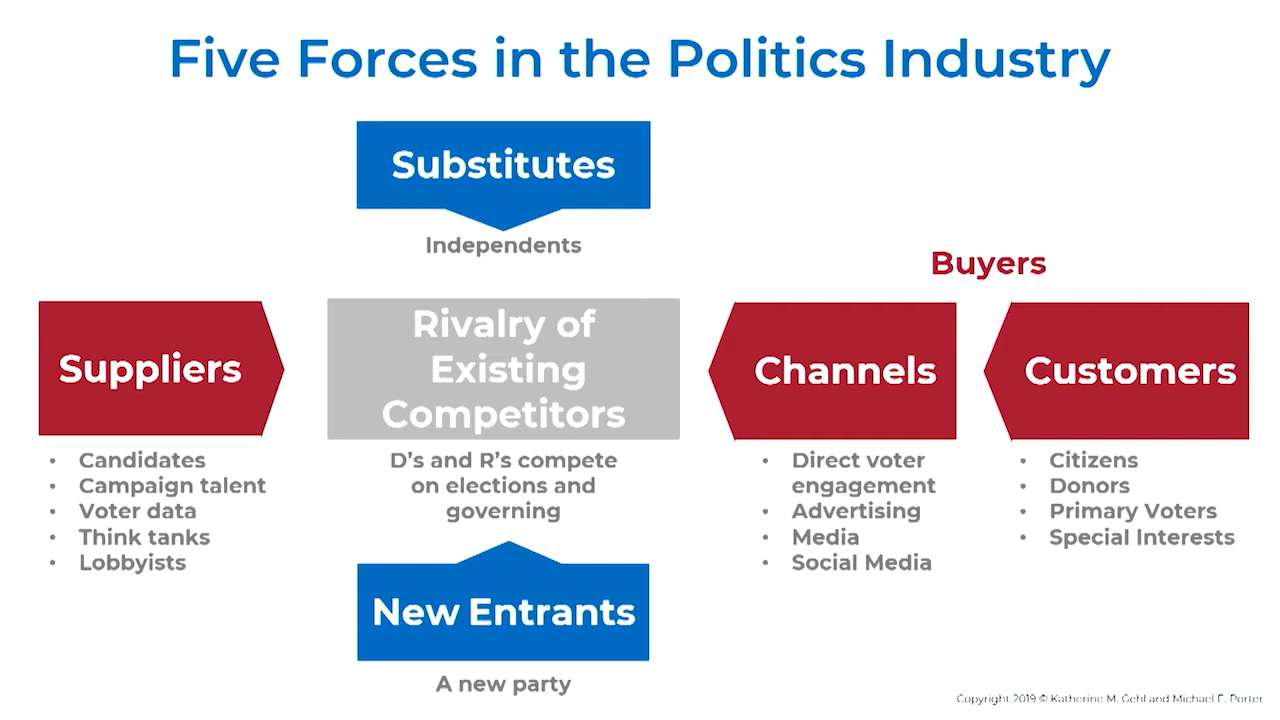 Five Forces in the Politics Industry
Substitutes
Independents
Buyers
Suppliers
Rivalry of
Existing
Competitors
Channels
Customers
• Candidates
• Campaign talent
• Voter data
• Think tanks
• Lobbyists
D's and R's compete
on elections and
governing
• Direct voter
engagement
• Advertising
• Media
• Social Media
• Citizens
• Donors
• Primary Voters
• Special Interests
New Entrants
A new party
Copyright 2019 © Katherine M. Gehl and Michael E. Porter